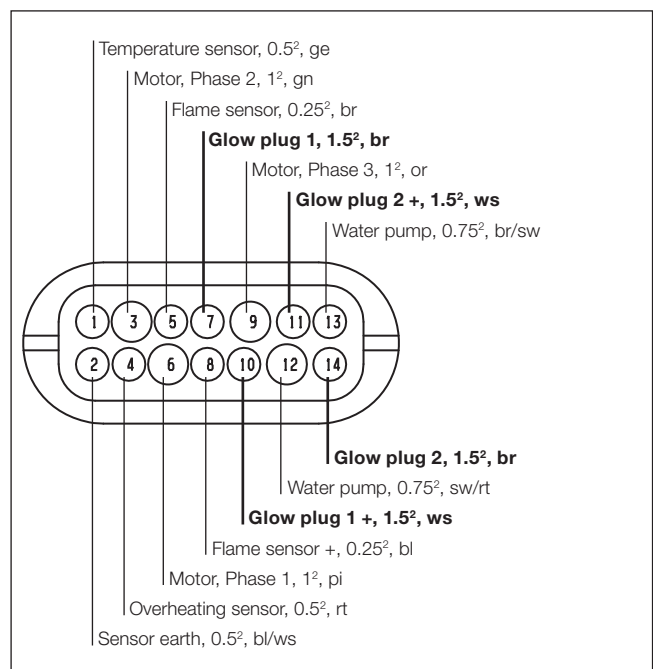 Temperature sensor, 0.5², ge
Motor, Phase 2, 1², gn
Flame sensor, 0.25², br
Glow plug 1, 1.5², br
Motor, Phase 3, 1², or
Glow plug 2 +, 1.5², ws
Water pump, 0.75², br/sw
1 3 5 7 9 11 13
2 4 6 8 10 12 14
Glow plug 2, 1.5², br
Water pump, 0.75², sw/rt
Glow plug 1 +, 1.5², ws
Flame sensor +, 0.25², bl
Motor, Phase 1, 1², pi
Overheating sensor, 0.5², rt
Sensor earth, 0.5², bl/ws